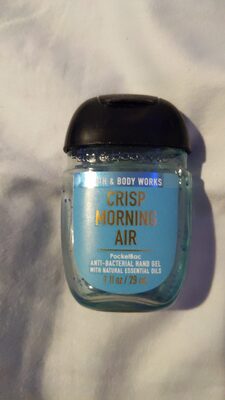 & BODY WORKS
CRISP
MORNING
AIR
PocketBac
ANTI-BACTERIAL HAND GEL
WITH NATURAL ESSENTIAL OILS
1 fl oz / 29 mL